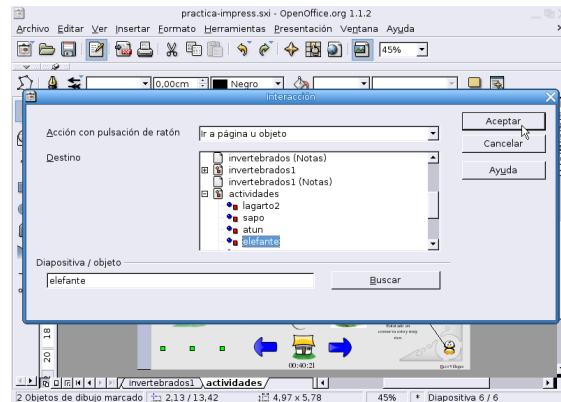 practica-impress.sxi - OpenOffice.org 1.1.2
Archivo Editar Ver Insertar Formato Herramientas Presentación Ventana Ayuda
45%
0,00cm Negro
Interacción
Acción con pulsación de ratón
Ir a página u objeto
Aceptar
Cancelar
Ayuda
Destino
invertebrados (Notas)
invertebrados1
invertebrados1 (Notas)
actividades
lagarto2
sapo
atun
elefante
Diapositiva / objeto
elefante
Buscar
18
20
00:40:21
invertebrados1 actividades
2 Objetos de dibujo marcado 2,13 / 13,42 4,97 x 5,78 45% * Diapositiva 6 / 6